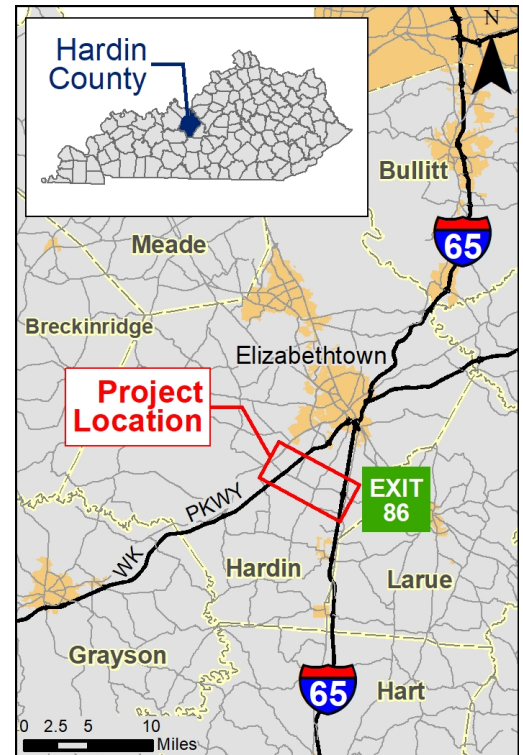 N
Hardin
County
Bullitt
65
Meade
Breckinridge
Elizabethtown
Project
Location
EXIT
86
WK PKWY
Hardin
Larue
Grayson
65
Hart
0 2.5 5 10
Miles